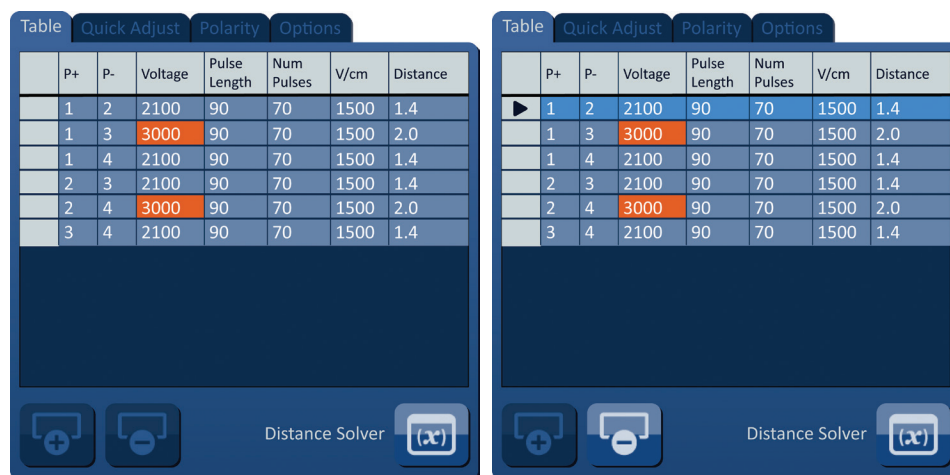 Table Quick Adjust Polarity Options
P+ P- Voltage Pulse Length Num Pulses V/cm Distance
1 2 2100 90 70 1500 1.4
1 3 3000 90 70 1500 2.0
1 4 2100 90 70 1500 1.4
2 3 2100 90 70 1500 1.4
2 4 3000 90 70 1500 2.0
3 4 2100 90 70 1500 1.4
Distance Solver (x)
Table Quick Adjust Polarity Options
P+ P- Voltage Pulse Length Num Pulses V/cm Distance
1 2 2100 90 70 1500 1.4
1 3 3000 90 70 1500 2.0
1 4 2100 90 70 1500 1.4
2 3 2100 90 70 1500 1.4
2 4 3000 90 70 1500 2.0
3 4 2100 90 70 1500 1.4
Distance Solver (x)